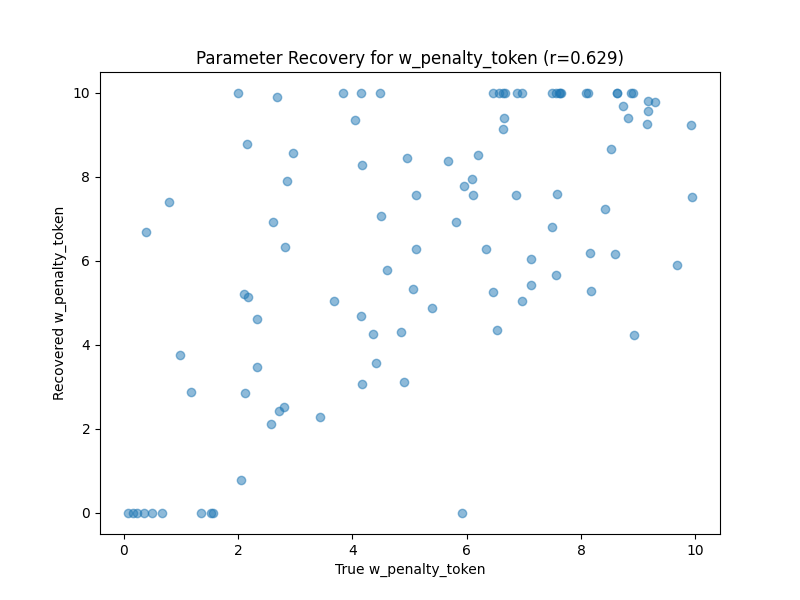 Parameter Recovery for w_penalty_token (r=0.629)
10
8
6
4
2
0
Recovered w_penalty_token
0 2 4 6 8 10
True w_penalty_token